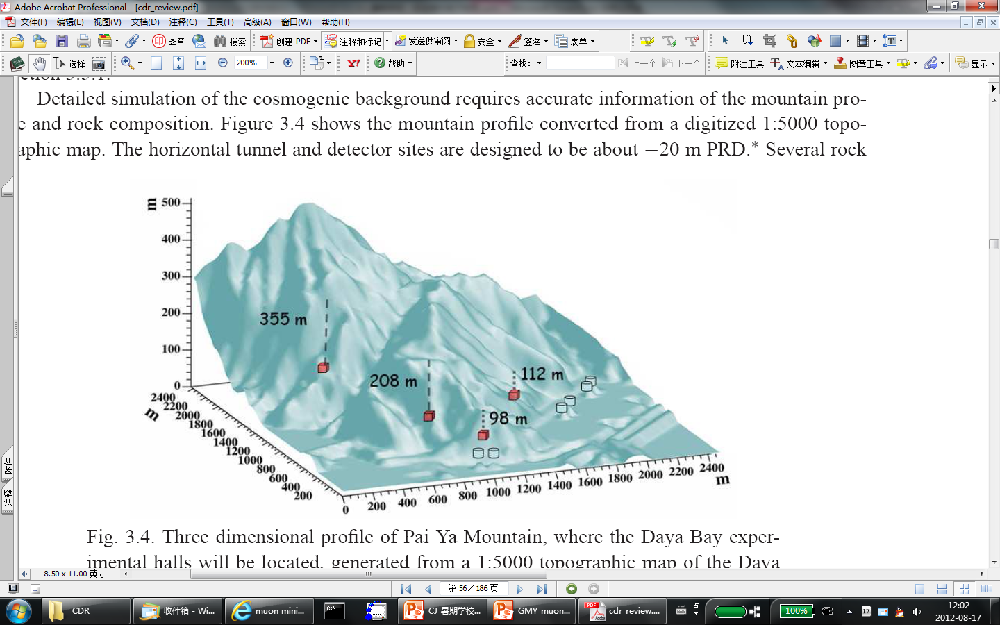 Adobe Acrobat Professional - [cdr_review.pdf]
文件(F) 编辑(E) 视图(V) 文档(D) 注释(C) 工具(T) 高级(A) 窗口(W) 帮助(H)
图章 搜索 创建 PDF 注释和标记 发送供审阅 安全 签名 表单
选择 200% 帮助 查找: 上一个 下一个 附注工具 文本编辑 图章工具 显示
Detailed simulation of the cosmogenic background requires accurate information of the mountain pro-
e and rock composition. Figure 3.4 shows the mountain profile converted from a digitized 1:5000 topo-
aphic map. The horizontal tunnel and detector sites are designed to be about −20 m PRD.* Several rock
m
500
400
300
200
100
0
355 m
208 m
112 m
98 m
2400
2200
2000
1800
1600
1400
1200
1000
800
600
400
200
m
0 200 400 600 800 1000 1200 1400 1600 1800 2000 2200 2400
m
Fig. 3.4. Three dimensional profile of Pai Ya Mountain, where the Daya Bay exper-
imental halls will be located, generated from a 1:5000 topographic map of the Daya
附件
注释
8.50 x 11.00 英寸
第 56／186 页
CDR 收件箱 - Wi... muon mini... CJ_暑期学校... GMY_muon... cdr_review....
100%
17
12:02
2012-08-17